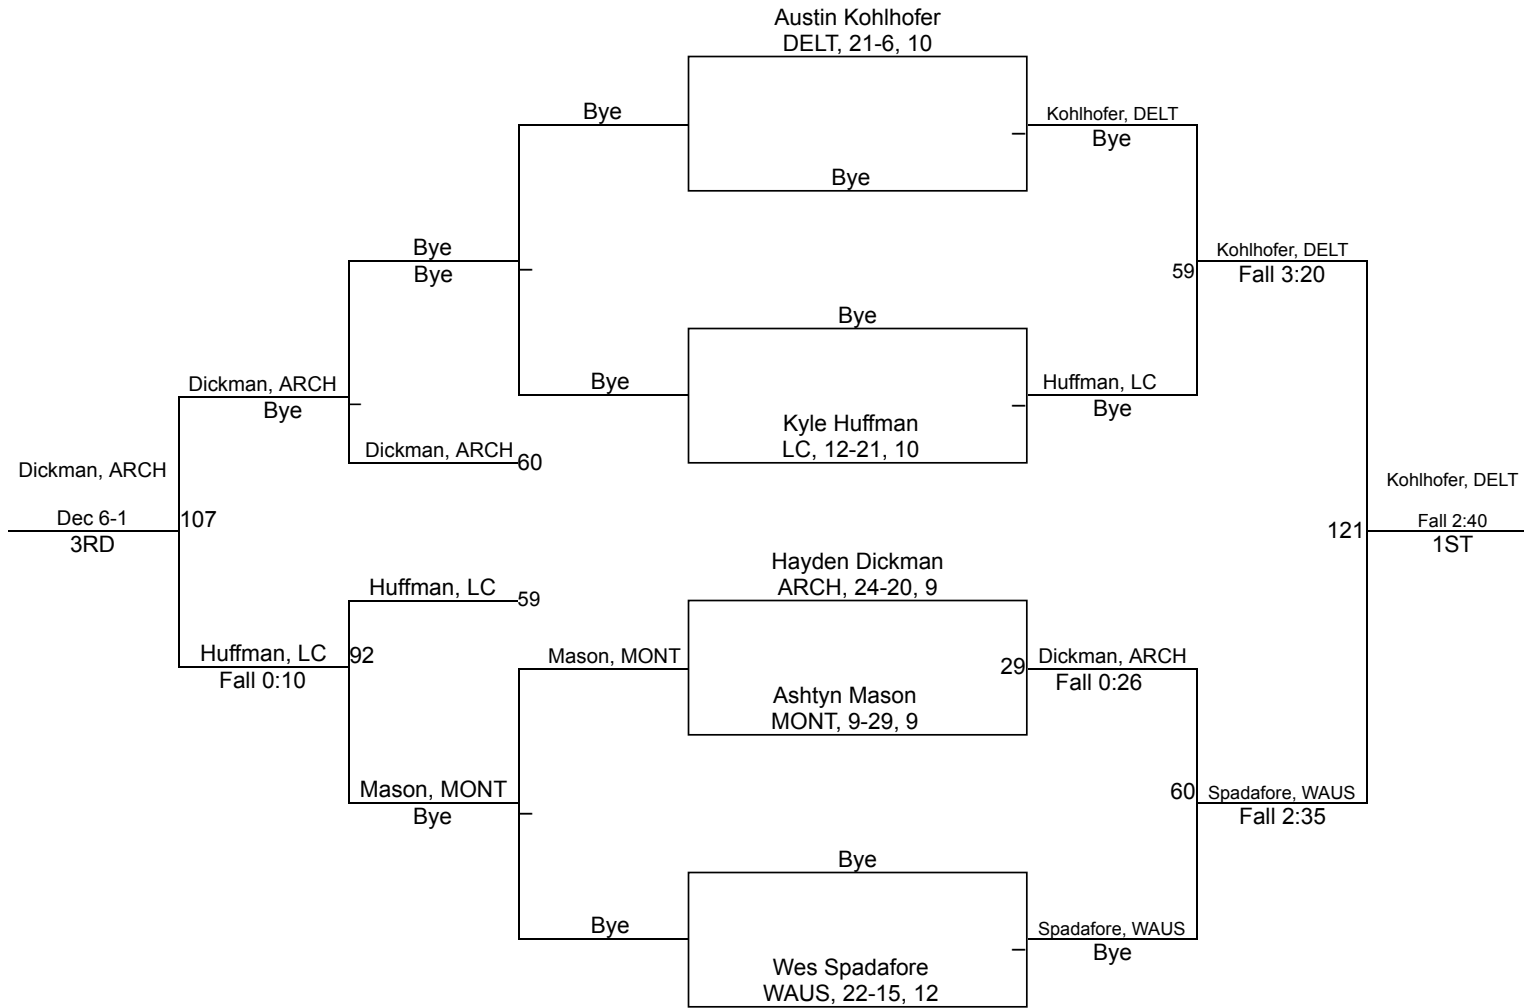 Austin Kohlhofer
DELT, 21-6, 10
Bye
Kohlhofer, DELT
Bye
Bye
Bye
Bye
Kohlhofer, DELT
59
Fall 3:20
Bye
Bye
Huffman, LC
Bye
Dickman, ARCH
Bye
Kyle Huffman
LC, 12-21, 10
Dickman, ARCH
60
Dickman, ARCH
Kohlhofer, DELT
Dec 6-1
3RD
107
121
Fall 2:40
1ST
Hayden Dickman
ARCH, 24-20, 9
Huffman, LC
59
Huffman, LC
Fall 0:10
92
Mason, MONT
29
Dickman, ARCH
Fall 0:26
Ashtyn Mason
MONT, 9-29, 9
Mason, MONT
Bye
60
Spadafore, WAUS
Fall 2:35
Bye
Bye
Spadafore, WAUS
Bye
Wes Spadafore
WAUS, 22-15, 12